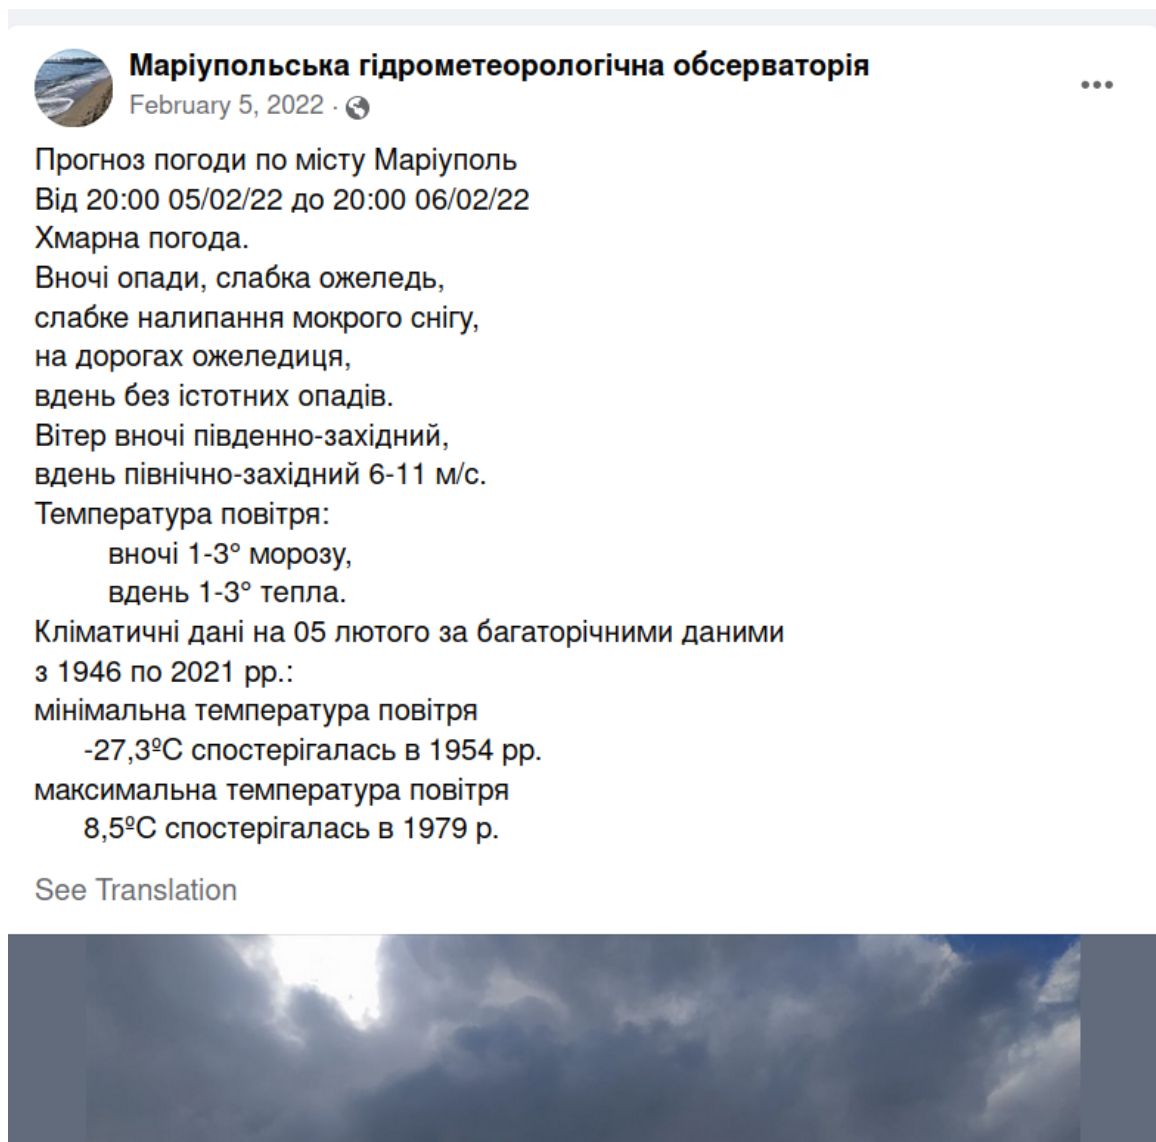 Маріупольська гідрометеорологічна обсерваторія
February 5, 2022 ·
Прогноз погоди по місту Маріуполь
Від 20:00 05/02/22 до 20:00 06/02/22
Хмарна погода.
Вночі опади, слабка ожеледь,
слабке налипання мокрого снігу,
на дорогах ожеледиця,
вдень без істотних опадів.
Вітер вночі південно-західний,
вдень північно-західний 6-11 м/с.
Температура повітря:
вночі 1-3° морозу,
вдень 1-3° тепла.
Кліматичні дані на 05 лютого за багаторічними даними
з 1946 по 2021 рр.:
мінімальна температура повітря
-27,3ºС спостерігалась в 1954 рр.
максимальна температура повітря
8,5ºС спостерігалась в 1979 р.
See Translation